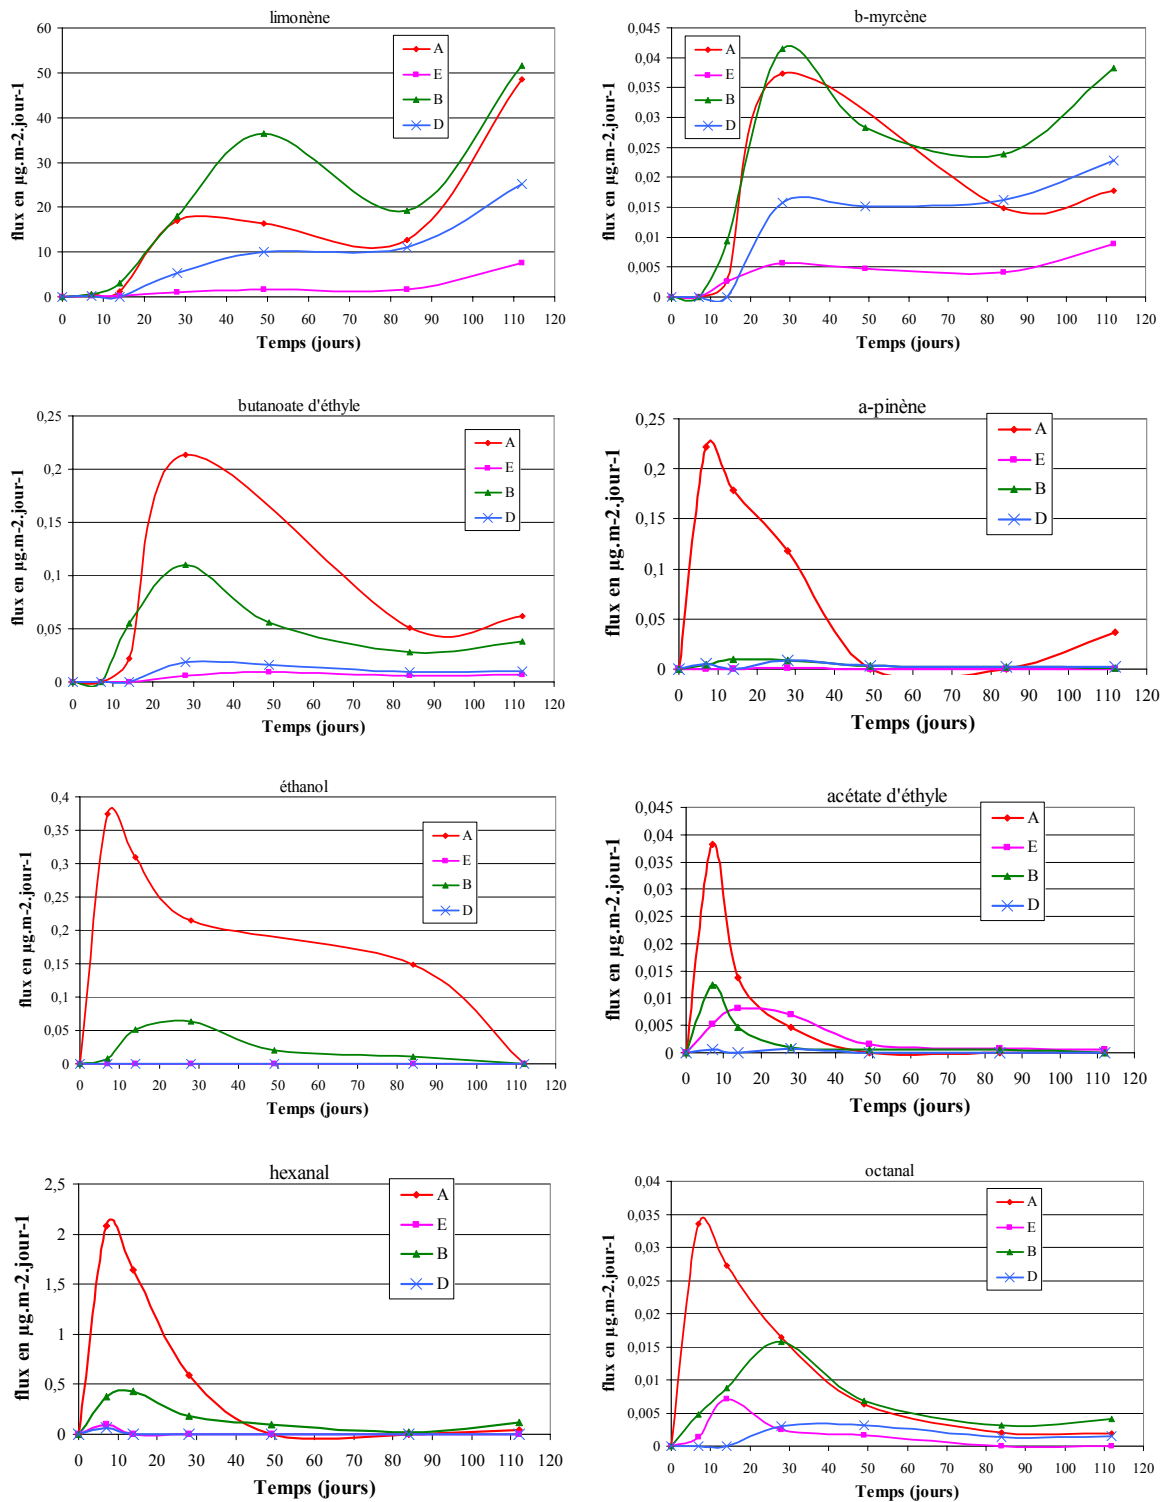 limonène
flux en µg.m-2.jour-1
60
50
40
30
20
10
0
A
E
B
D
0 10 20 30 40 50 60 70 80 90 100 110 120
Temps (jours)
b-myrcène
flux en µg.m-2.jour-1
0,045
0,04
0,035
0,03
0,025
0,02
0,015
0,01
0,005
0
A
E
B
D
0 10 20 30 40 50 60 70 80 90 100 110 120
Temps (jours)
butanoate d'éthyle
flux en µg.m-2.jour-1
0,25
0,2
0,15
0,1
0,05
0
A
E
B
D
0 10 20 30 40 50 60 70 80 90 100 110 120
Temps (jours)
a-pinène
flux en µg.m-2.jour-1
0,25
0,2
0,15
0,1
0,05
0
A
E
B
D
0 10 20 30 40 50 60 70 80 90 100 110 120
Temps (jours)
éthanol
flux en µg.m-2.jour-1
0,4
0,35
0,3
0,25
0,2
0,15
0,1
0,05
0
A
E
B
D
0 10 20 30 40 50 60 70 80 90 100 110 120
Temps (jours)
acétate d'éthyle
flux en µg.m-2.jour-1
0,045
0,04
0,035
0,03
0,025
0,02
0,015
0,01
0,005
0
A
E
B
D
0 10 20 30 40 50 60 70 80 90 100 110 120
Temps (jours)
hexanal
flux en µg.m-2.jour-1
2,5
2
1,5
1
0,5
0
A
E
B
D
0 10 20 30 40 50 60 70 80 90 100 110 120
Temps (jours)
octanal
flux en µg.m-2.jour-1
0,04
0,035
0,03
0,025
0,02
0,015
0,01
0,005
0
A
E
B
D
0 10 20 30 40 50 60 70 80 90 100 110 120
Temps (jours)